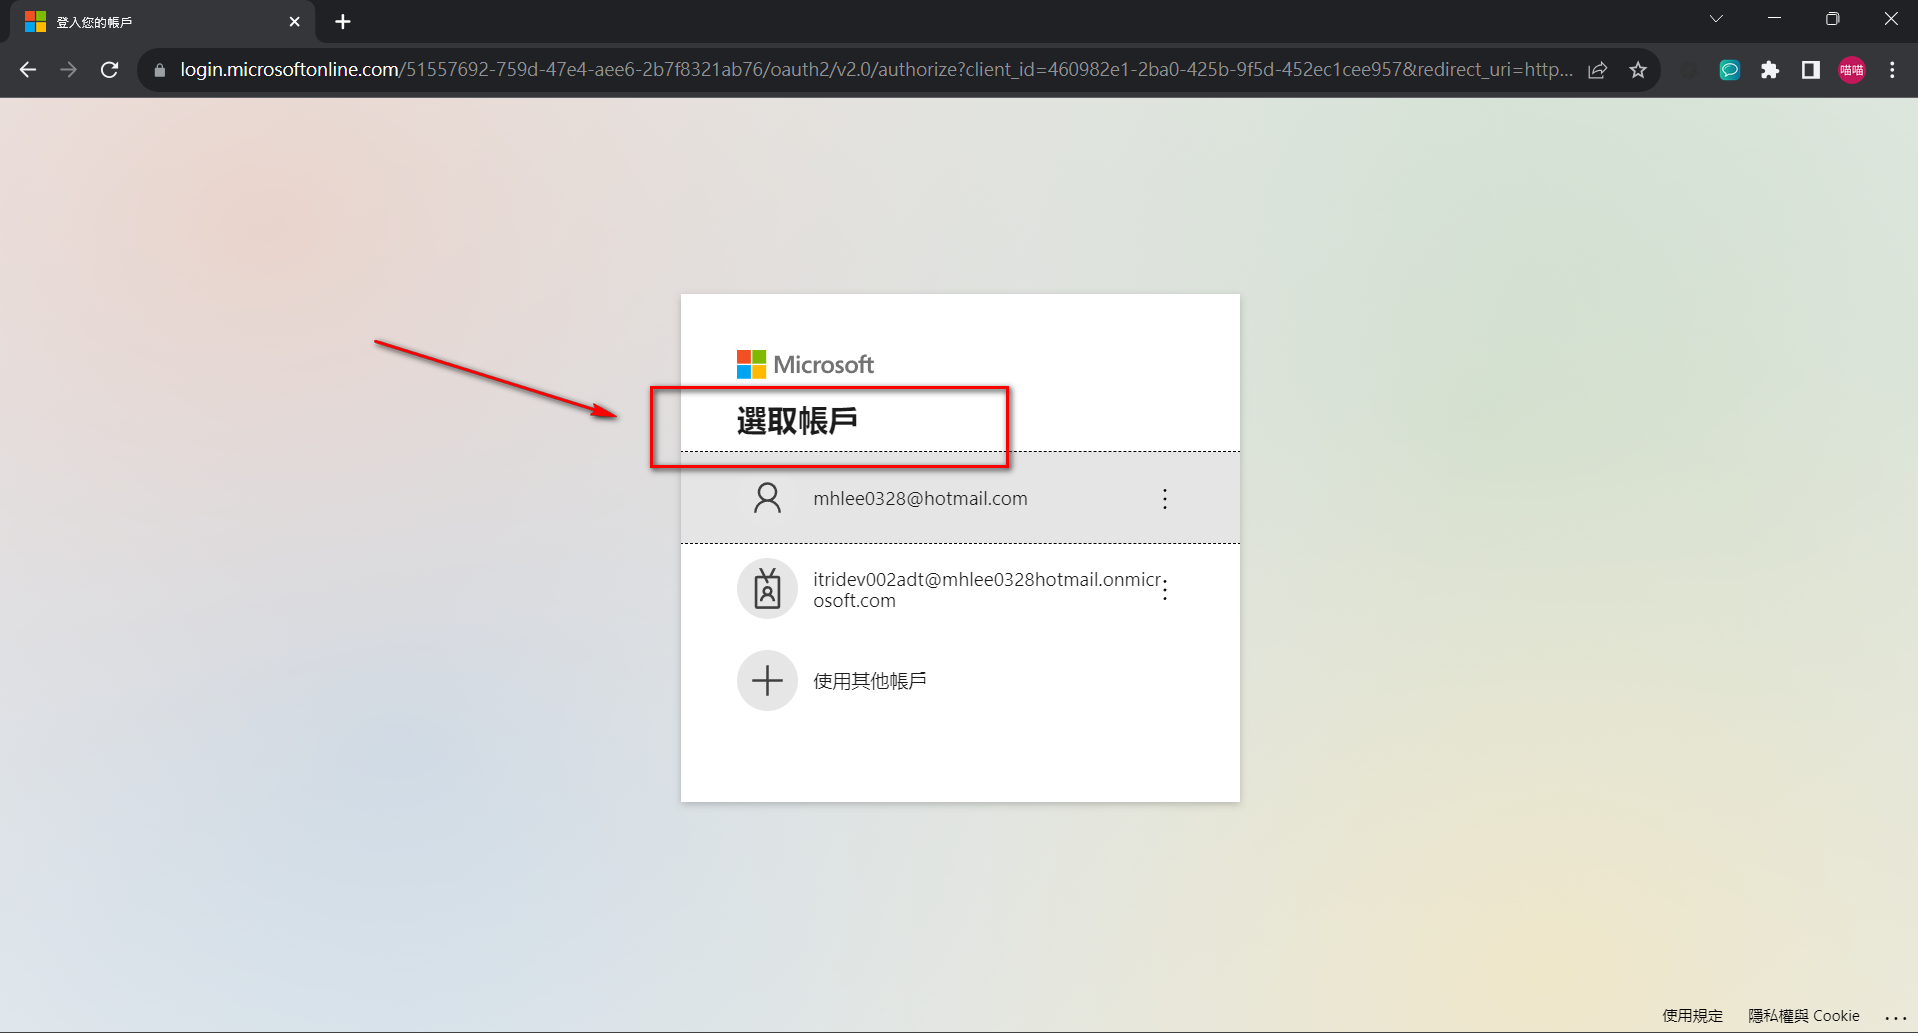 登入您的帳戶
login.microsoftonline.com/51557692-759d-47e4-aee6-2b7f8321ab76/oauth2/v2.0/authorize?client_id=460982e1-2ba0-425b-9f5d-452ec1cee957&redirect_uri=http...
喵喵
Microsoft
選取帳戶
mhlee0328@hotmail.com
itridev002adt@mhlee0328hotmail.onmicr
osoft.com
使用其他帳戶
使用規定 隱私權與 Cookie ...